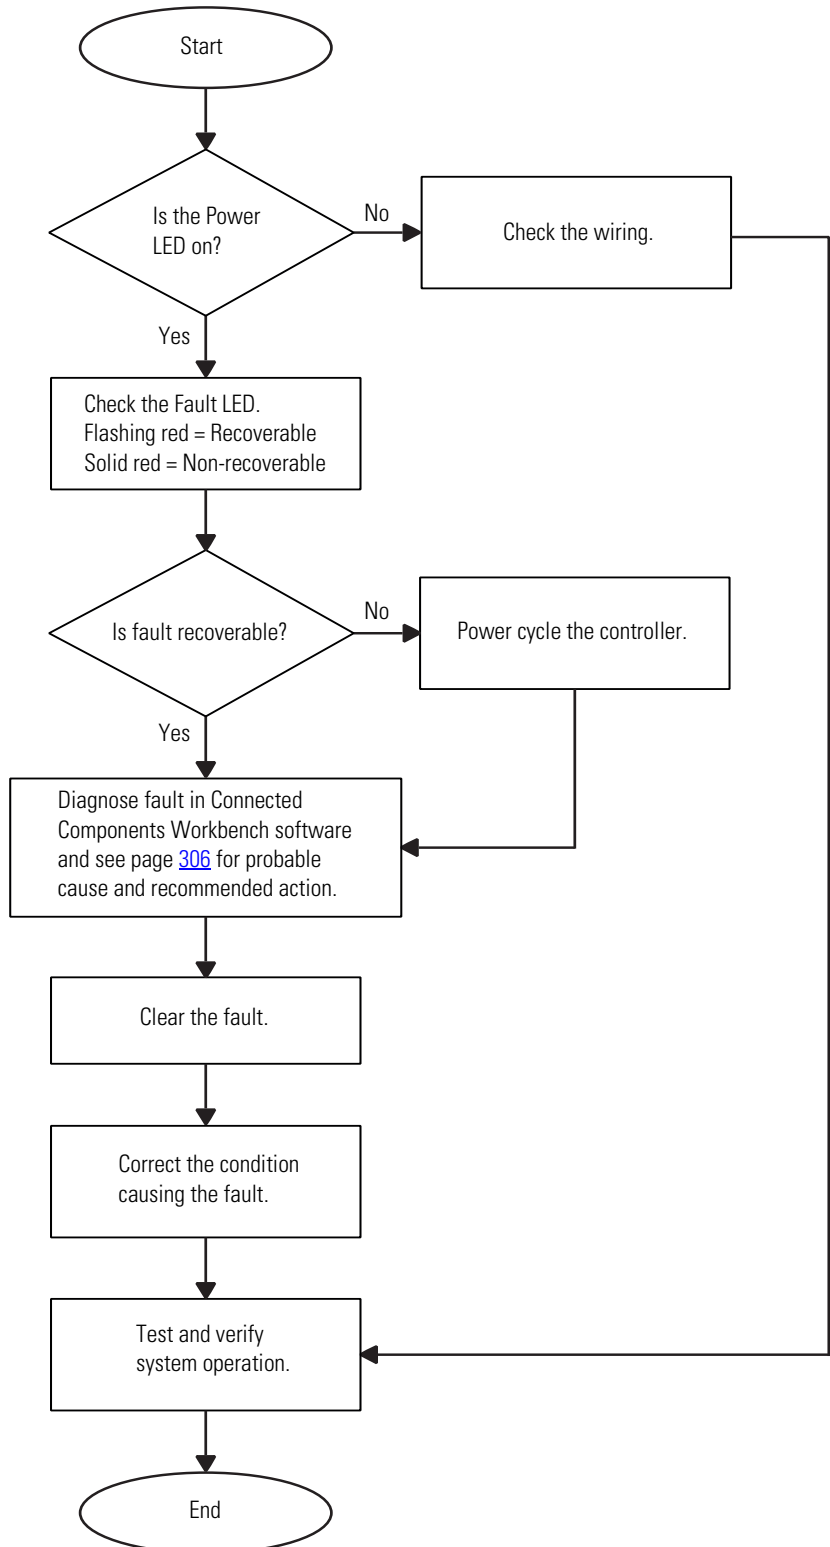 Start
Is the Power
LED on?
No
Check the wiring.
Yes
Check the Fault LED.
Flashing red = Recoverable
Solid red = Non-recoverable
Is fault recoverable?
No
Power cycle the controller.
Yes
Diagnose fault in Connected
Components Workbench software
and see page 306 for probable
cause and recommended action.
Clear the fault.
Correct the condition
causing the fault.
Test and verify
system operation.
End